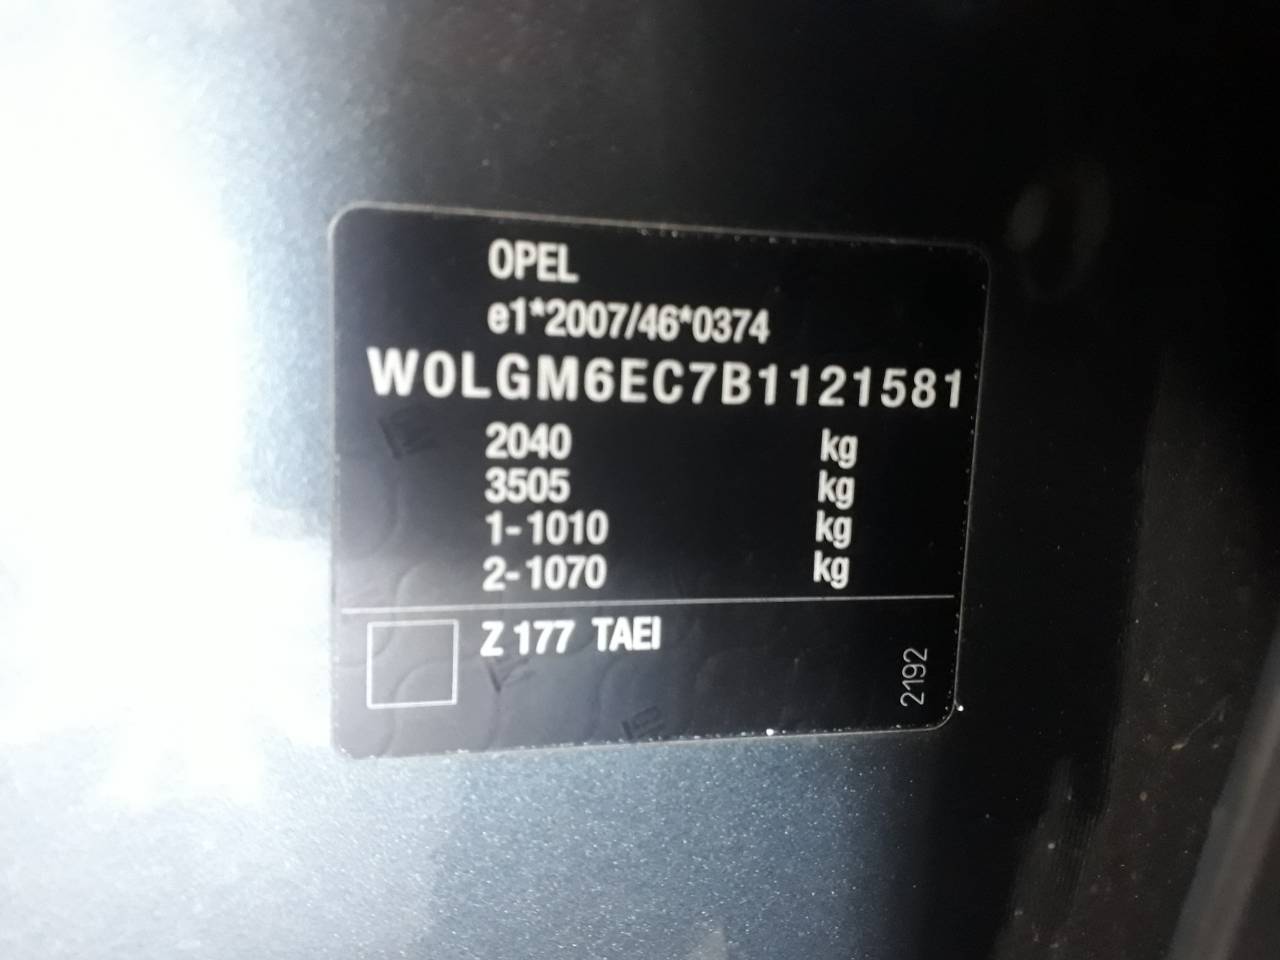 OPEL
e1*2007/46*0374
W0LGM6EC7B1121581
2040 kg
3505 kg
1-1010 kg
2-1070 kg
Z 177 TAEI
2192